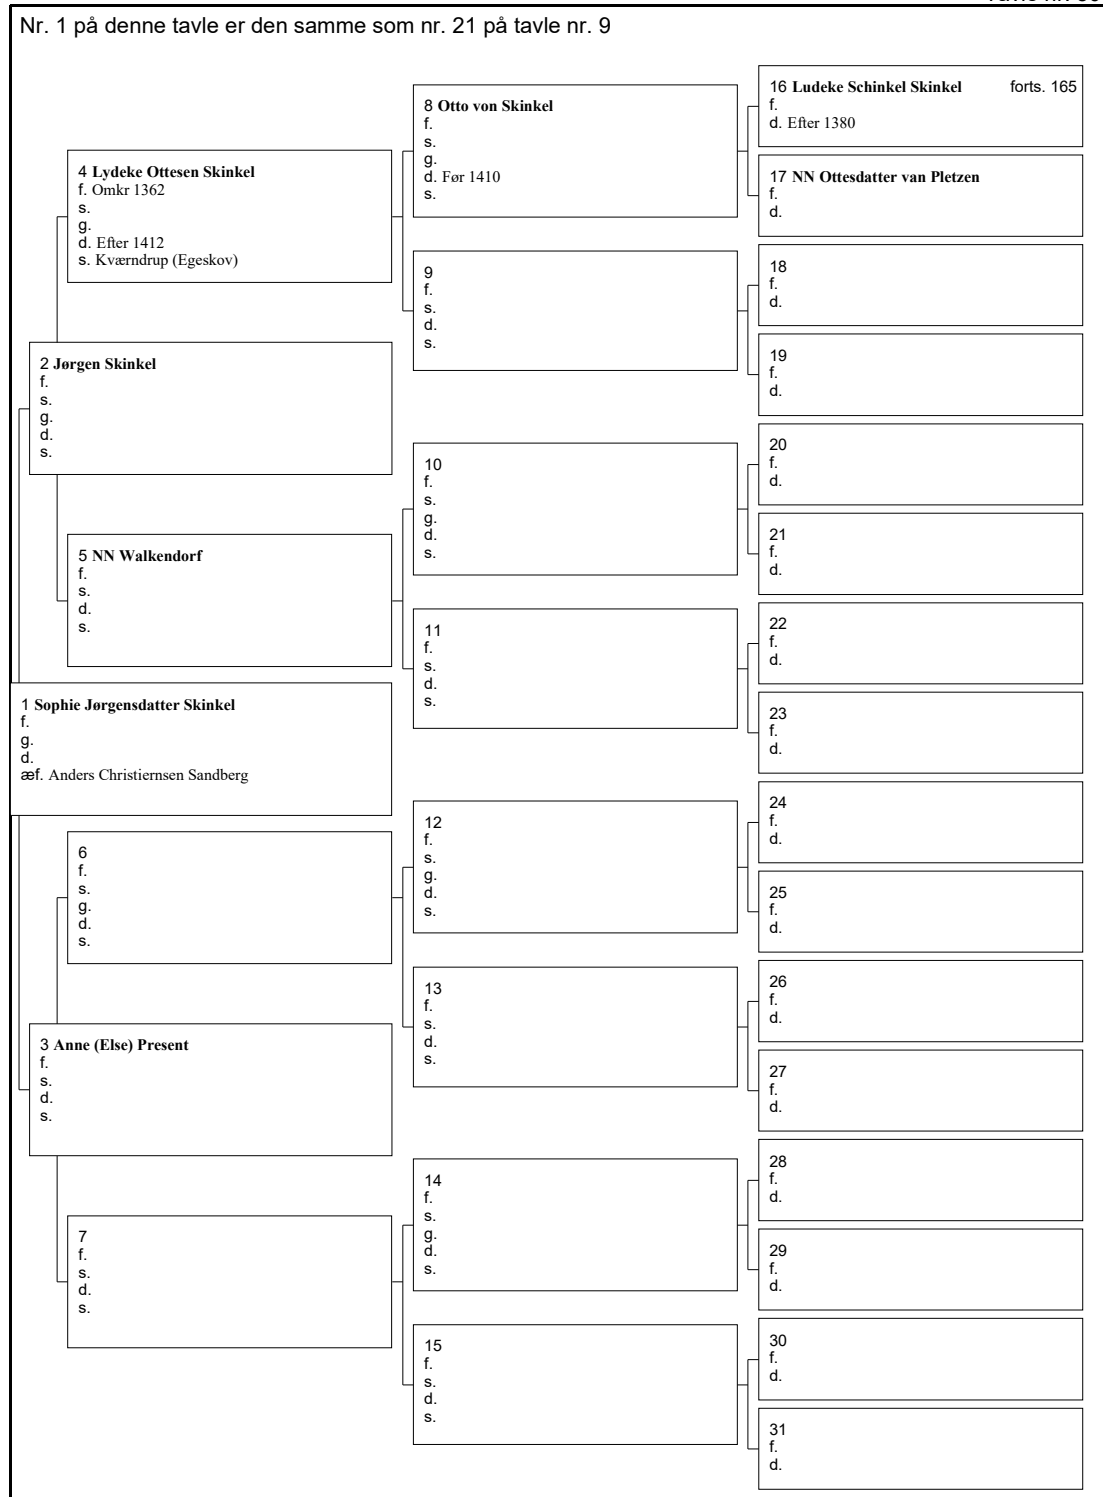 Nr. 1 på denne tavle er den samme som nr. 21 på tavle nr. 9
16 Ludeke Schinkel Skinkel forts. 165
f.
d. Efter 1380
8 Otto von Skinkel
f.
s.
g.
d. Før 1410
s.
17 NN Ottesdatter van Pletzen
f.
d.
4 Lydeke Ottesen Skinkel
f. Omkr 1362
s.
g.
d. Efter 1412
s. Kværndrup (Egeskov)
18
f.
d.
9
f.
s.
d.
s.
19
f.
d.
2 Jørgen Skinkel
f.
s.
g.
d.
s.
20
f.
d.
10
f.
s.
g.
d.
s.
21
f.
d.
5 NN Walkendorf
f.
s.
d.
s.
22
f.
d.
11
f.
s.
d.
s.
23
f.
d.
1 Sophie Jørgensdatter Skinkel
f.
g.
d.
æf. Anders Christiernsen Sandberg
24
f.
d.
12
f.
s.
g.
d.
s.
25
f.
d.
6
f.
s.
g.
d.
s.
26
f.
d.
13
f.
s.
d.
s.
27
f.
d.
3 Anne (Else) Present
f.
s.
d.
s.
28
f.
d.
14
f.
s.
g.
d.
s.
29
f.
d.
7
f.
s.
d.
s.
30
f.
d.
15
f.
s.
d.
s.
31
f.
d.